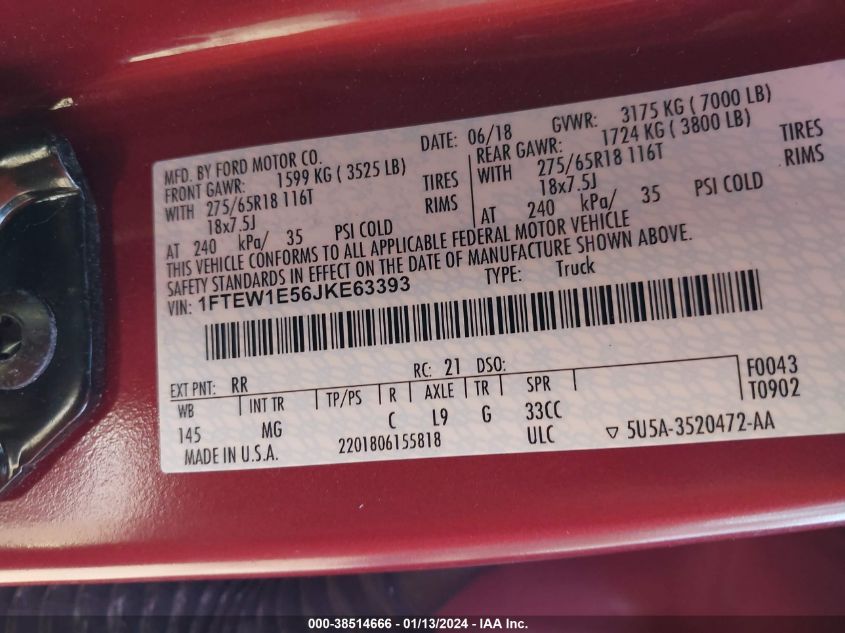 MFD. BY FORD MOTOR CO. DATE: 06/18 GVWR: 3175 KG ( 7000 LB)
FRONT GAWR: 1599 KG ( 3525 LB) REAR GAWR: 1724 KG ( 3800 LB)
WITH 275/65R18 116T TIRES WITH 275/65R18 116T TIRES
18x7.5J RIMS 18x7.5J RIMS
AT 240 kPa/ 35 PSI COLD AT 240 kPa/ 35 PSI COLD
THIS VEHICLE CONFORMS TO ALL APPLICABLE FEDERAL MOTOR VEHICLE
SAFETY STANDARDS IN EFFECT ON THE DATE OF MANUFACTURE SHOWN ABOVE.
VIN: 1FTEW1E56JKE63393 TYPE: Truck
EXT PNT: RR RC: 21 DSO: F0043
WB INT TR TP/PS R AXLE TR SPR T0902
145 MG C L9 G 33CC
MADE IN U.S.A. 2201806155818 ULC ▽ 5U5A-3520472-AA
000-38514666 - 01/13/2024 - IAA Inc.